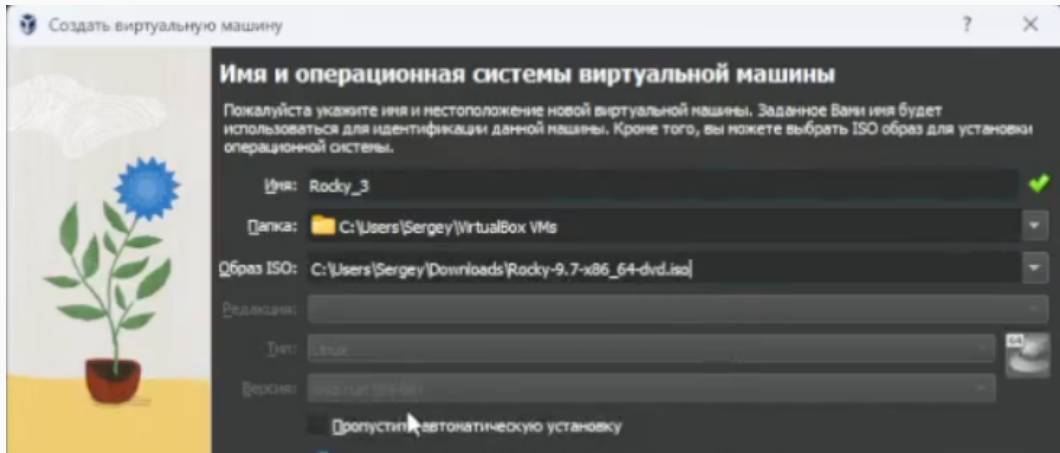 Создать виртуальную машину
? ×
Имя и операционная системы виртуальной машины
Пожалуйста укажите имя и местоположение новой виртуальной машины. Заданное Вами имя будет
использоваться для идентификации данной машины. Кроме того, вы можете выбрать ISO образ для установки
операционной системы.
Имя: Rocky_3
Папка: C:\Users\Sergey\VirtualBox VMs
Образ ISO: C:\Users\Sergey\Downloads\Rocky-9.7-x86_64-dvd.iso
Редакция:
Тип: Linux
64
Версия: (64-bit)
Пропустить автоматическую установку